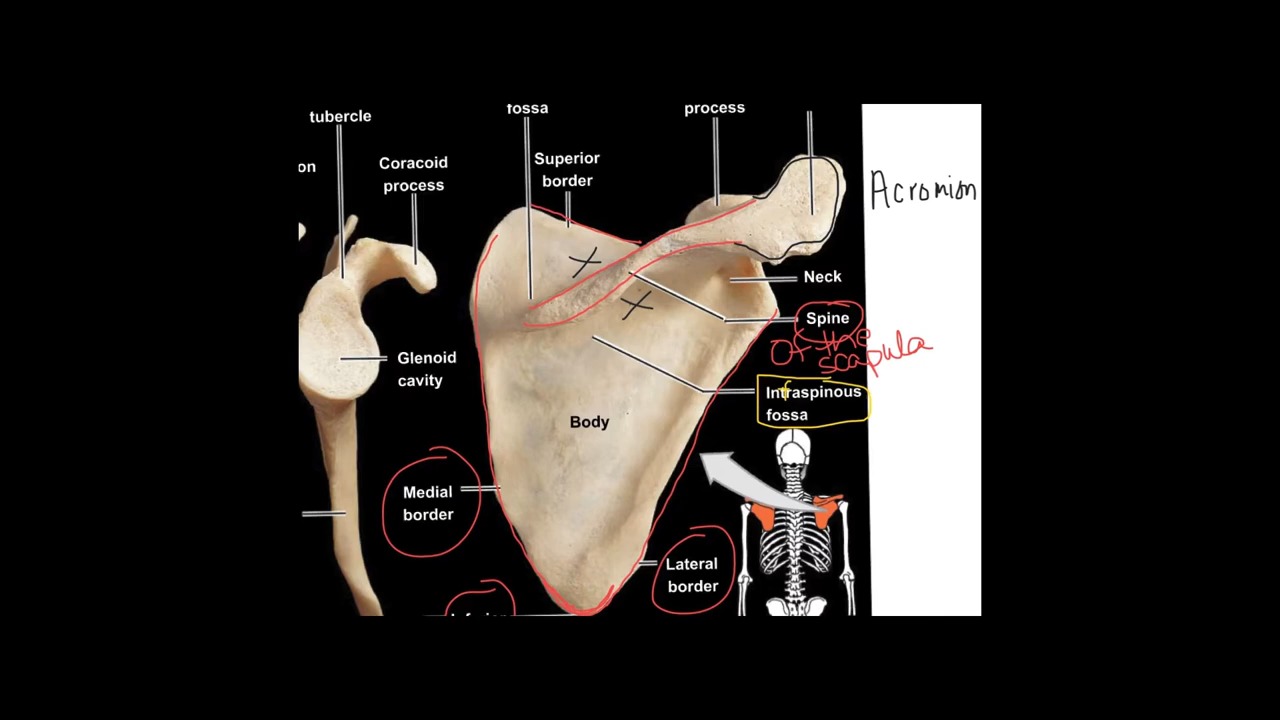 tubercle
fossa
process
on
Coracoid
process
Superior
border
Acromion
Neck
Spine
Of the
scapula
Glenoid
cavity
Infraspinous
fossa
Body
Medial
border
Lateral
border